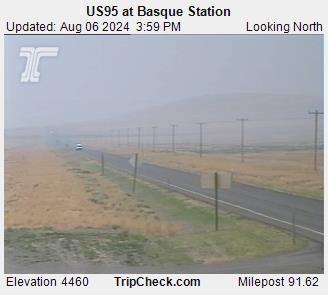 US95 at Basque Station
Updated: Aug 06 2024 3:59 PM Looking North
Elevation 4460 TripCheck.com Milepost 91.62